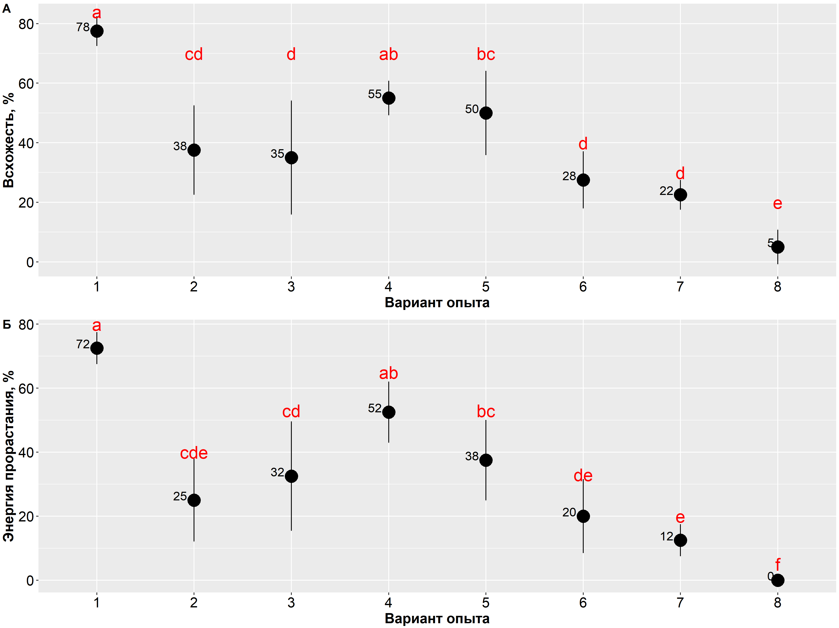 А
Всхожесть, %
80
60
40
20
0
a
cd
d
ab
bc
d
d
e
78
38
35
55
50
28
22
5
1 2 3 4 5 6 7 8
Вариант опыта
Б
Энергия прорастания, %
80
60
40
20
0
a
cde
cd
ab
bc
de
e
f
72
25
32
52
38
20
12
0
1 2 3 4 5 6 7 8
Вариант опыта